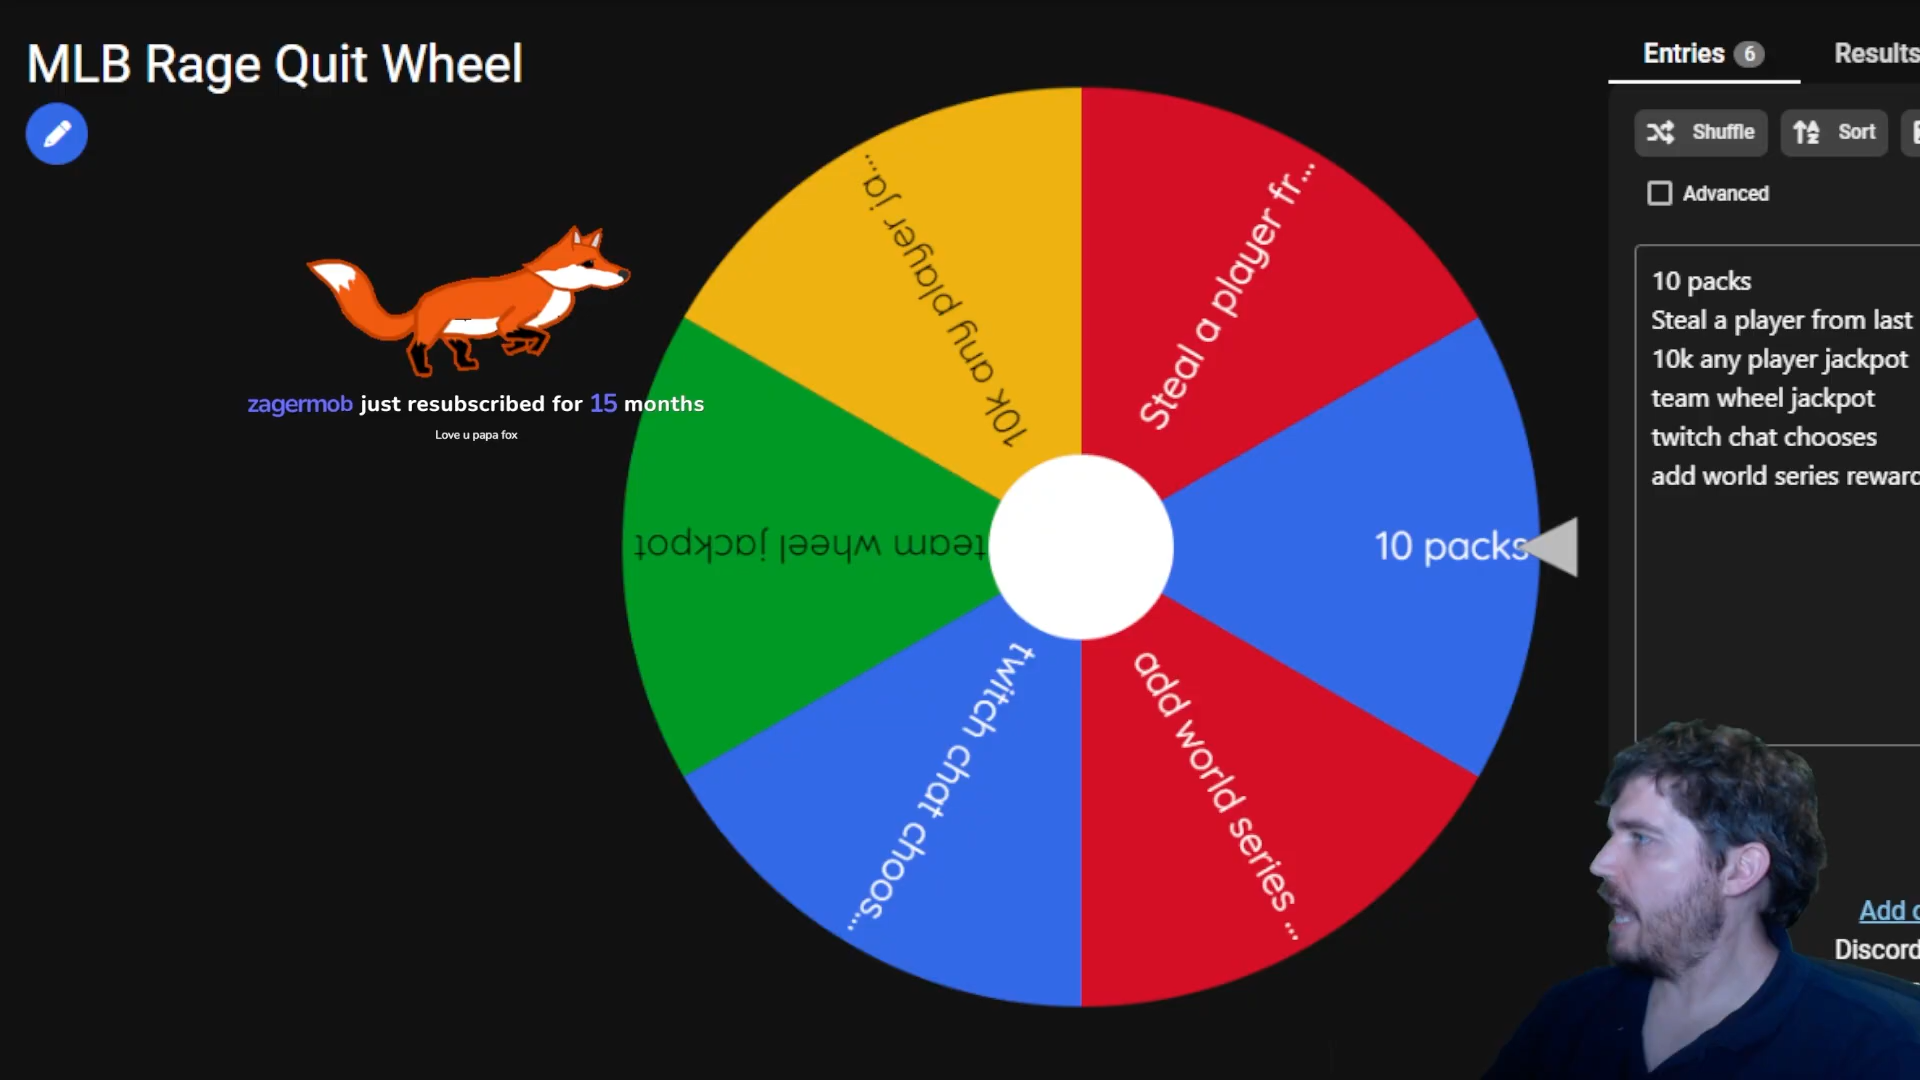 MLB Rage Quit Wheel
Entries 6
Results
Shuffle
Sort
Advanced
10 packs
Steal a player from last
10k any player jackpot
team wheel jackpot
twitch chat chooses
add world series reward
10k any player ja...
Steal a player fr...
team wheel jackpot
10 packs
twitch chat choos...
add world series ...
zagermob just resubscribed for 15 months
Love u papa fox
Add
Discord